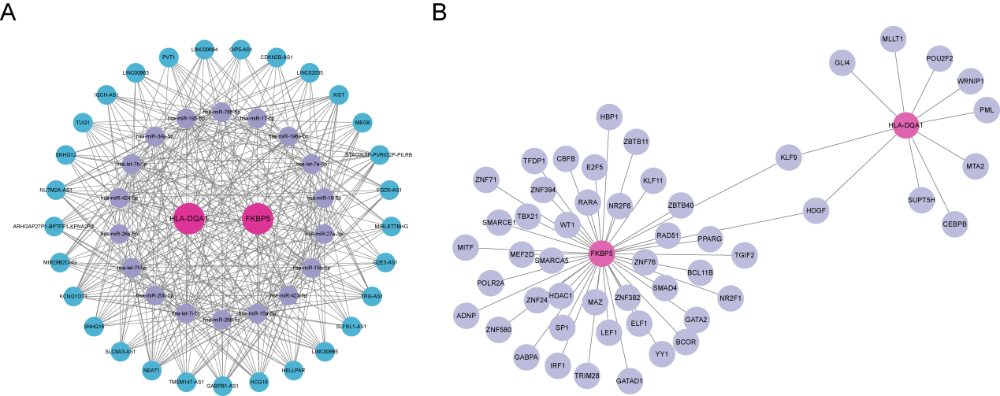 A
B
LINC00894
OIP5-AS1
PVT1
CDKN2B-AS1
LINC00963
LINC02035
IQCH-AS1
XIST
TUG1
MEG8
SNHG12
STAG3L5P-PVRIG2P-PILRB
NUTM2A-AS1
FGD5-AS1
ARHGAP27P1-BPTFP1-KPNA2P3
MIRLET7BHG
MIR29B2CHG
G2E3-AS1
KCNQ1OT1
TRG-AS1
SNHG16
SLFNL1-AS1
SLC9A3-AS1
LINC00665
NEAT1
HELLPAR
TMEM147-AS1
GABPB1-AS1
HCG18
hsa-miR-766-5p
hsa-miR-195-5p
hsa-miR-17-5p
hsa-miR-34a-5p
hsa-miR-196a-5p
hsa-let-7b-5p
hsa-let-7a-5p
hsa-miR-424-5p
hsa-miR-16-5p
HLA-DQA1
FKBP5
hsa-miR-26a-5p
hsa-miR-27a-3p
hsa-let-7f-5p
hsa-miR-15b-5p
hsa-miR-20b-5p
hsa-miR-423-5p
hsa-let-7i-5p
hsa-miR-15a-5p
hsa-miR-26b-5p
MLLT1
GLI4
POU2F2
WRNIP1
PML
HLA-DQA1
MTA2
SUPT5H
CEBPB
KLF9
HDGF
HBP1
ZBTB11
TFDP1
CBFB
E2F5
ZNF71
ZNF394
KLF11
RARA
NR2F6
ZBTB40
SMARCE1
TBX21
WT1
RAD51
PPARG
MITF
MEF2D
SMARCA5
FKBP5
ZNF76
TGIF2
BCL11B
POLR2A
SMAD4
NR2F1
ZNF24
HDAC1
MAZ
ZNF382
ADNP
GATA2
ZNF580
SP1
LEF1
ELF1
BCOR
GABPA
YY1
IRF1
TRIM28
GATAD1